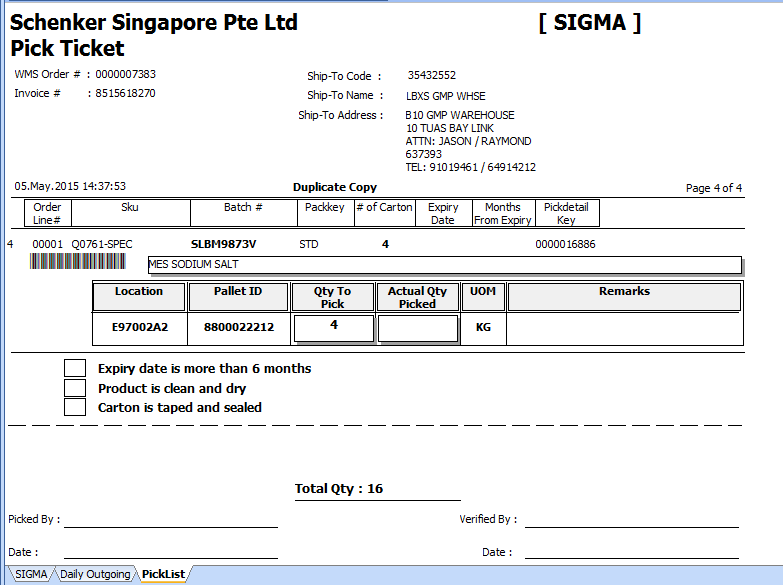 Schenker Singapore Pte Ltd [ SIGMA ]
Pick Ticket
WMS Order # : 0000007383 Ship-To Code : 35432552
Invoice # : 8515618270 Ship-To Name : LBXS GMP WHSE
Ship-To Address : B10 GMP WAREHOUSE
10 TUAS BAY LINK
ATTN: JASON / RAYMOND
637393
TEL: 91019461 / 64914212
05.May.2015 14:37:53 Duplicate Copy Page 4 of 4
Order Line# Sku Batch # Packkey # of Carton Expiry Date Months From Expiry Pickdetail Key
4 00001 Q0761-SPEC SLBM9873V STD 4 0000016886
MES SODIUM SALT
Location Pallet ID Qty To Pick Actual Qty Picked UOM Remarks
E97002A2 8800022212 4 KG
Expiry date is more than 6 months
Product is clean and dry
Carton is taped and sealed
Total Qty : 16
Picked By : Verified By :
Date : Date :
SIGMA Daily Outgoing PickList